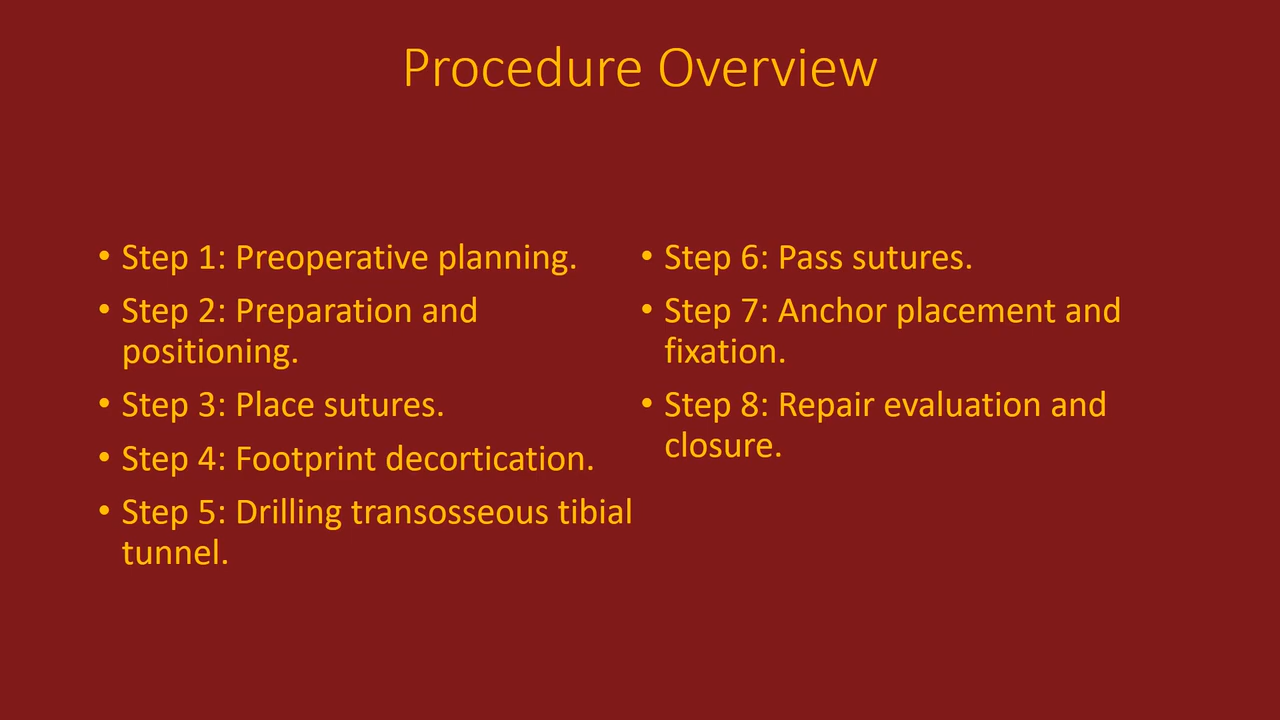 Procedure Overview
• Step 1: Preoperative planning.
• Step 2: Preparation and
positioning.
• Step 3: Place sutures.
• Step 4: Footprint decortication.
• Step 5: Drilling transosseous tibial
tunnel.
• Step 6: Pass sutures.
• Step 7: Anchor placement and
fixation.
• Step 8: Repair evaluation and
closure.